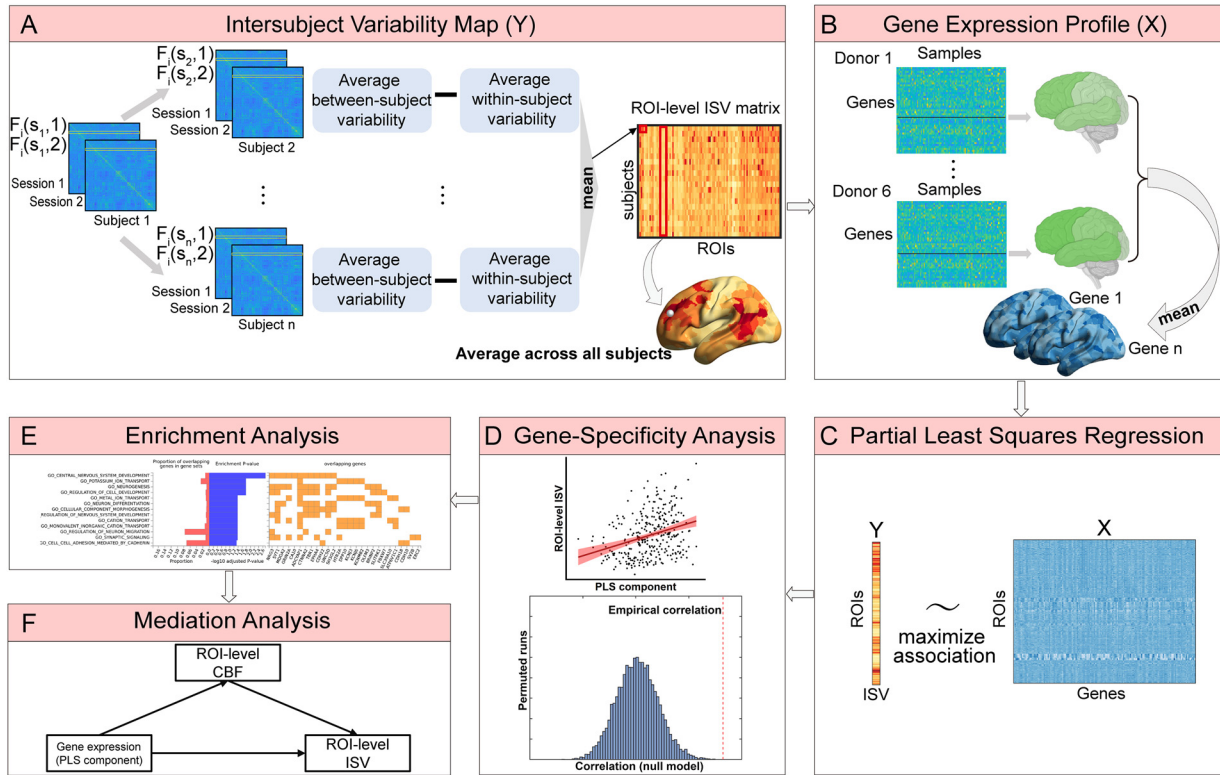 A
Intersubject Variability Map (Y)
F_i(s_1,1)
F_i(s_1,2)
Session 1
Session 2
Subject 1
F_i(s_2,1)
F_i(s_2,2)
Session 1
Session 2
Subject 2
Average
between-subject
variability
Average
within-subject
variability
F_i(s_n,1)
F_i(s_n,2)
Session 1
Session 2
Subject n
Average
between-subject
variability
Average
within-subject
variability
mean
ROI-level ISV matrix
subjects
ROIs
Average across all subjects
B
Gene Expression Profile (X)
Donor 1
Samples
Genes
Donor 6
Samples
Genes
Gene 1
Gene n
mean
C
Partial Least Squares Regression
Y
ROIs
ISV
~
maximize
association
X
ROIs
Genes
D
Gene-Specificity Anaysis
ROI-level ISV
PLS component
Empirical correlation
Permuted runs
Correlation (null model)
E
Enrichment Analysis
Proportion of overlapping
genes in gene sets
Enrichment P-value
overlapping genes
GO_CENTRAL_NERVOUS_SYSTEM_DEVELOPMENT
GO_POTASSIUM_ION_TRANSPORT
GO_NEUROGENESIS
GO_REGULATION_OF_CELL_DEVELOPMENT
GO_METAL_ION_TRANSPORT
GO_NEURON_DIFFERENTIATION
GO_CELLULAR_COMPONENT_MORPHOGENESIS
REGULATION_OF_NERVOUS_SYSTEM_DEVELOPMENT
GO_CATION_TRANSPORT
GO_MONOVALENT_INORGANIC_CATION_TRANSPORT
GO_REGULATION_OF_NEURON_MIGRATION
GO_SYNAPTIC_SIGNALING
GO_CELL_CELL_ADHESION_MEDIATED_BY_CADHERIN
Proportion
-log10 adjusted P-value
F
Mediation Analysis
ROI-level
CBF
Gene expression
(PLS component)
ROI-level
ISV